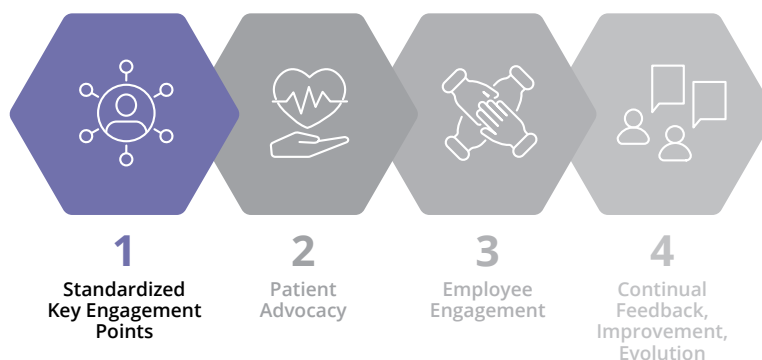 1
Standardized
Key Engagement
Points
2
Patient
Advocacy
3
Employee
Engagement
4
Continual
Feedback,
Improvement,
Evolution